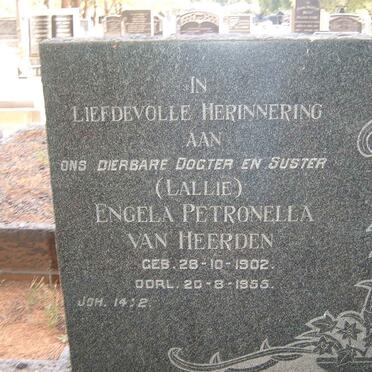 IN
LIEFDEVOLLE HERINNERING
AAN
ONS DIERBARE DOGTER EN SUSTER
(LALLIE)
ENGELA PETRONELLA
VAN HEERDEN
GEB. 28-10-1902.
OORL. 20-8-1955.
JOH. 14:2.